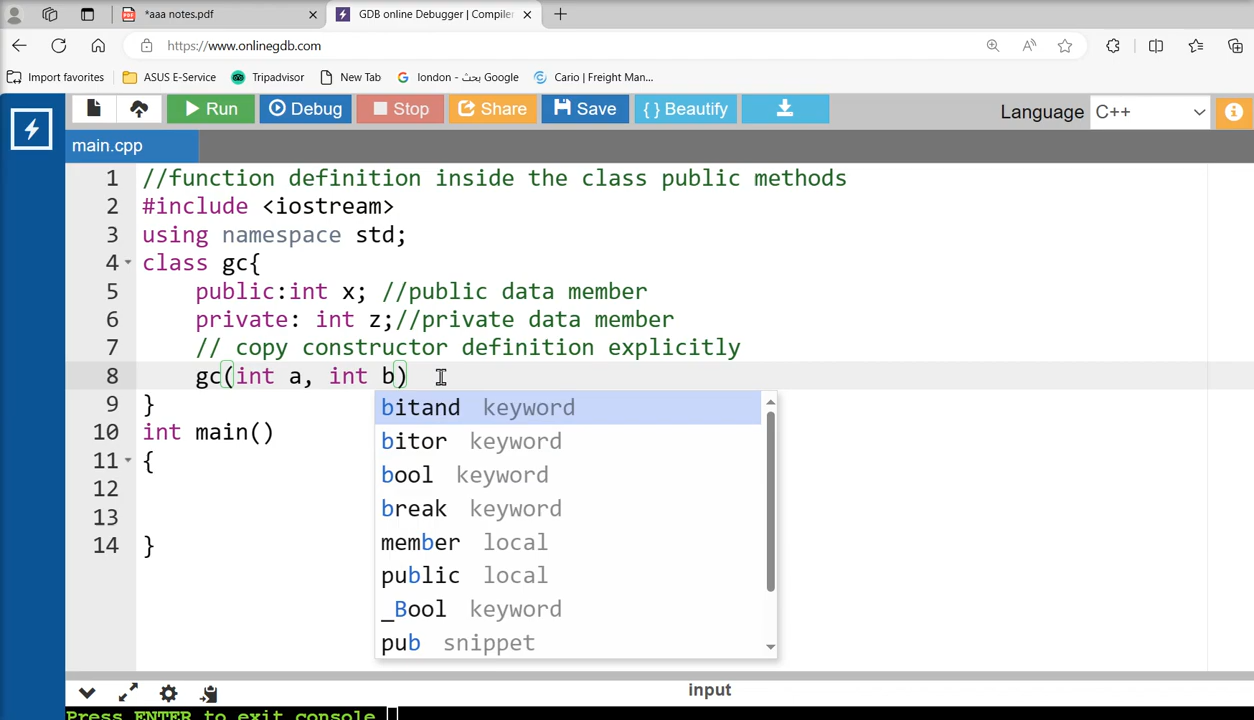 *aaa notes.pdf
GDB online Debugger | Compiler
https://www.onlinegdb.com
Import favorites
ASUS E-Service
Tripadvisor
New Tab
london - بحث Google
Cario | Freight Man...
Run
Debug
Stop
Share
Save
{ } Beautify
Language
C++
main.cpp
1 //function definition inside the class public methods
2 #include <iostream>
3 using namespace std;
4 class gc{
5 public:int x; //public data member
6 private: int z;//private data member
7 // copy constructor definition explicitly
8 gc(int a, int b)
9 }
10 int main()
11 {
12
13
14 }
bitand keyword
bitor keyword
bool keyword
break keyword
member local
public local
_Bool keyword
pub snippet
input
Press ENTER to exit console